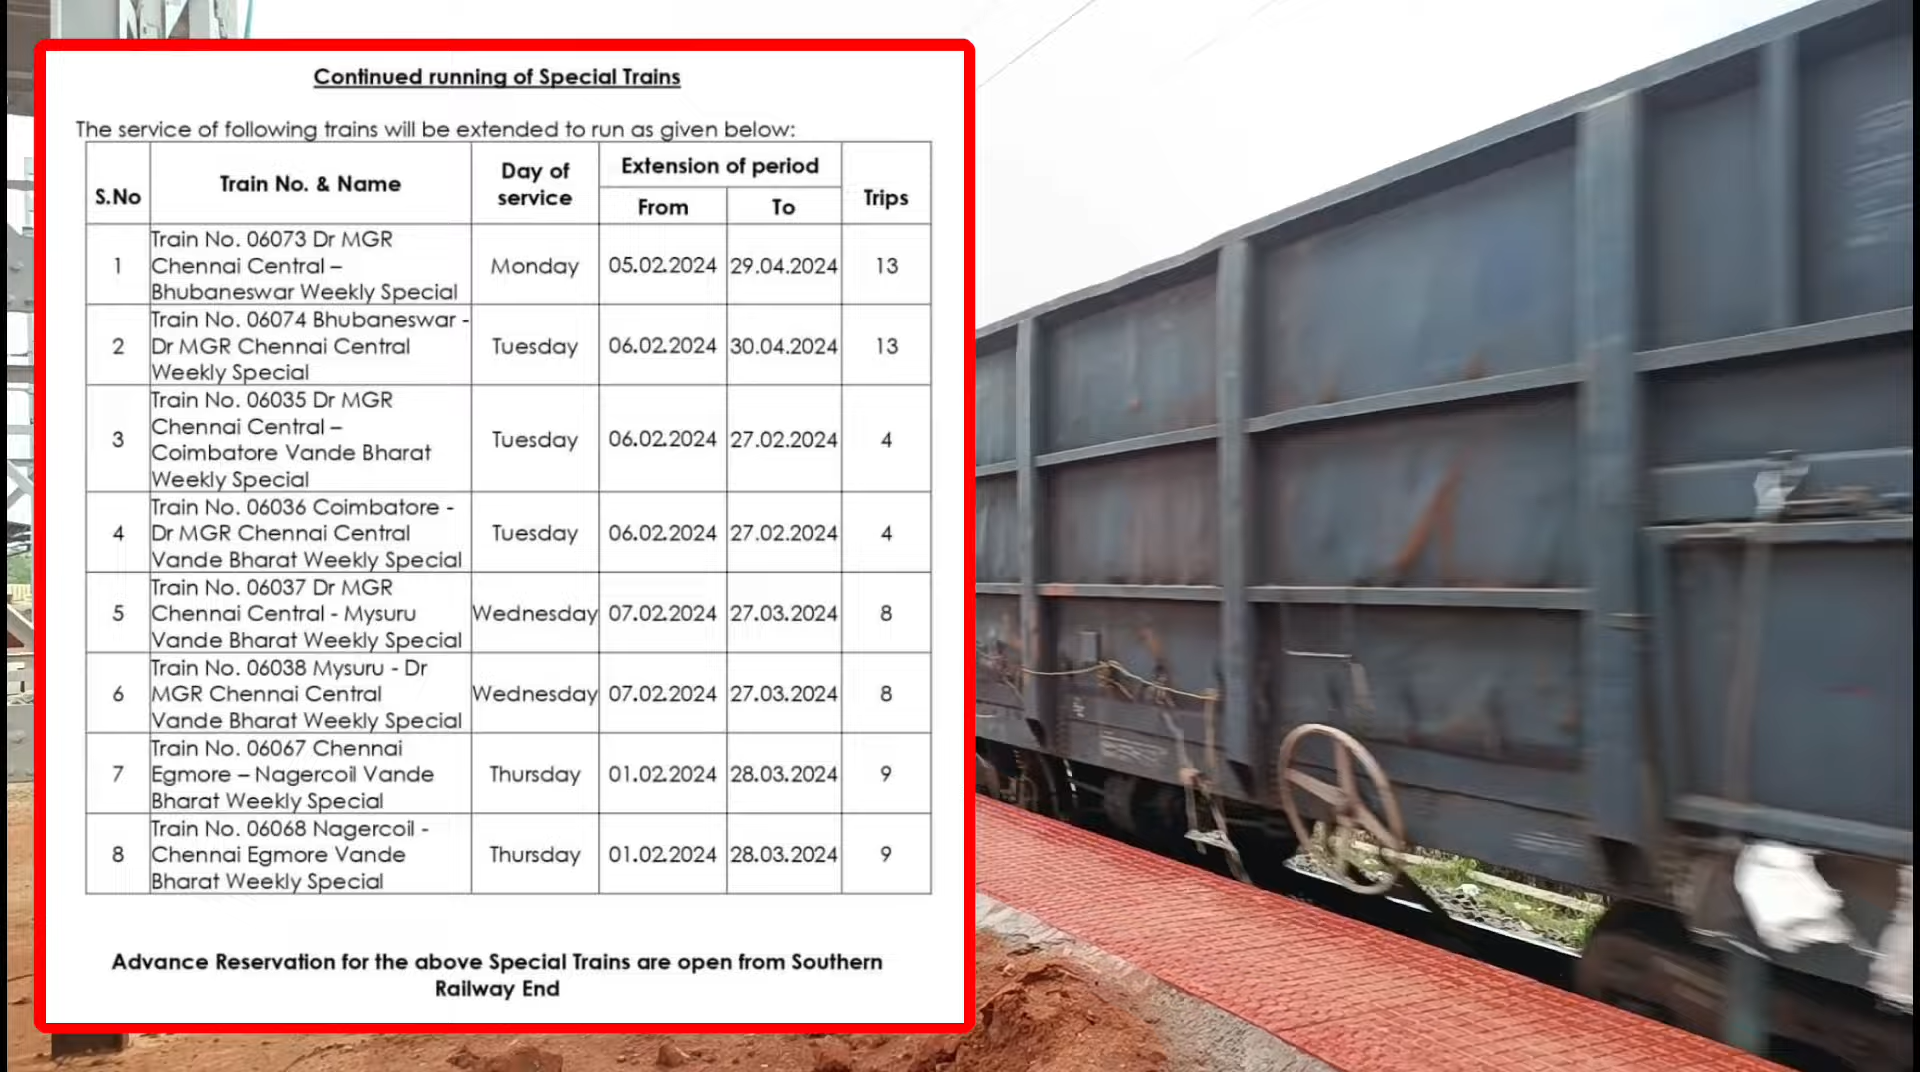 Continued running of Special Trains
The service of following trains will be extended to run as given below:
S.No Train No. & Name Day of service Extension of period Trips
From To
1 Train No. 06073 Dr MGR Chennai Central – Bhubaneswar Weekly Special Monday 05.02.2024 29.04.2024 13
2 Train No. 06074 Bhubaneswar - Dr MGR Chennai Central Weekly Special Tuesday 06.02.2024 30.04.2024 13
3 Train No. 06035 Dr MGR Chennai Central – Coimbatore Vande Bharat Weekly Special Tuesday 06.02.2024 27.02.2024 4
4 Train No. 06036 Coimbatore - Dr MGR Chennai Central Vande Bharat Weekly Special Tuesday 06.02.2024 27.02.2024 4
5 Train No. 06037 Dr MGR Chennai Central - Mysuru Vande Bharat Weekly Special Wednesday 07.02.2024 27.03.2024 8
6 Train No. 06038 Mysuru - Dr MGR Chennai Central Vande Bharat Weekly Special Wednesday 07.02.2024 27.03.2024 8
7 Train No. 06067 Chennai Egmore – Nagercoil Vande Bharat Weekly Special Thursday 01.02.2024 28.03.2024 9
8 Train No. 06068 Nagercoil - Chennai Egmore Vande Bharat Weekly Special Thursday 01.02.2024 28.03.2024 9
Advance Reservation for the above Special Trains are open from Southern
Railway End